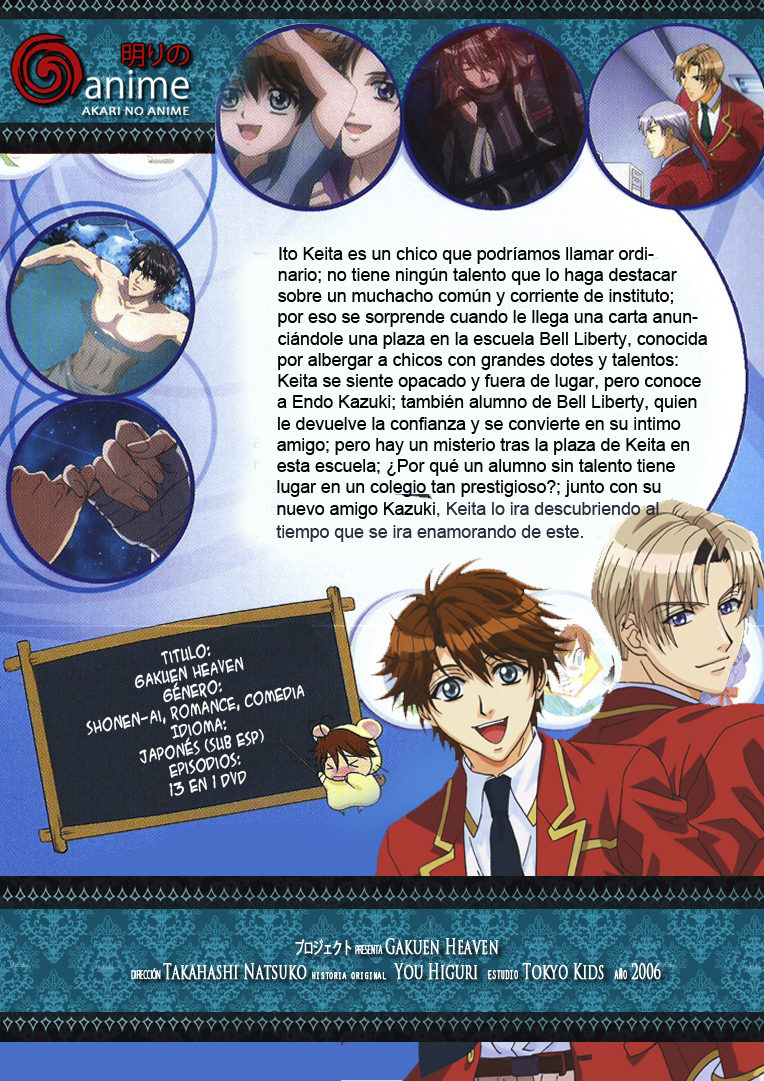 明りの
anime
AKARI NO ANIME
Ito Keita es un chico que podríamos llamar ordi-
nario; no tiene ningún talento que lo haga destacar
sobre un muchacho común y corriente de instituto;
por eso se sorprende cuando le llega una carta anun-
ciándole una plaza en la escuela Bell Liberty, conocida
por albergar a chicos con grandes dotes y talentos:
Keita se siente opacado y fuera de lugar, pero conoce
a Endo Kazuki; también alumno de Bell Liberty, quien
le devuelve la confianza y se convierte en su intimo
amigo; pero hay un misterio tras la plaza de Keita en
esta escuela; ¿Por qué un alumno sin talento tiene
lugar en un colegio tan prestigioso?; junto con su
nuevo amigo Kazuki, Keita lo ira descubriendo al
tiempo que se ira enamorando de este.
TITULO:
GAKUEN HEAVEN
GÉNERO:
SHONEN-AI, ROMANCE, COMEDIA
IDIOMA:
JAPONÉS (SUB ESP)
EPISODIOS:
13 EN 1 DVD
プロジェクト PRESENTA GAKUEN HEAVEN
DIRECCIÓN TAKAHASHI NATSUKO HISTORIA ORIGINAL YOU HIGURI ESTUDIO TOKYO KIDS AÑO 2006